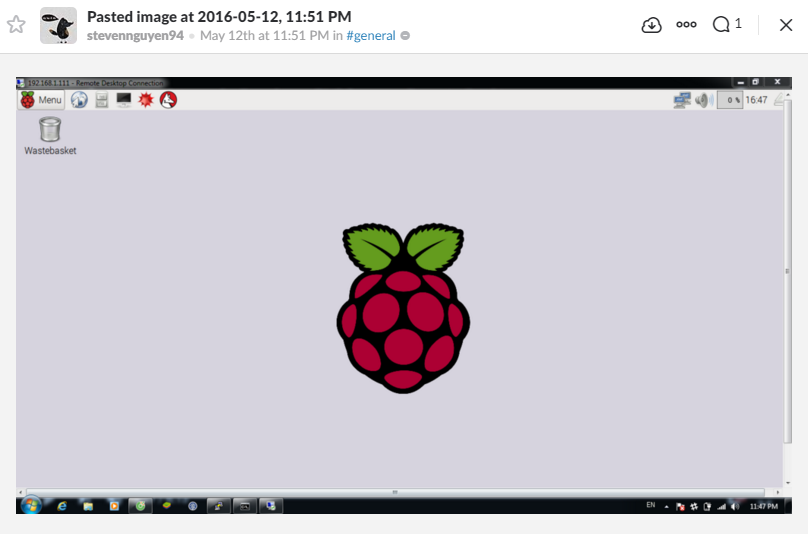 Pasted image at 2016-05-12, 11:51 PM
stevennguyen94 • May 12th at 11:51 PM in #general
1
192.168.1.111 - Remote Desktop Connection
Menu
0 %
16:47
Wastebasket
EN
11:47 PM